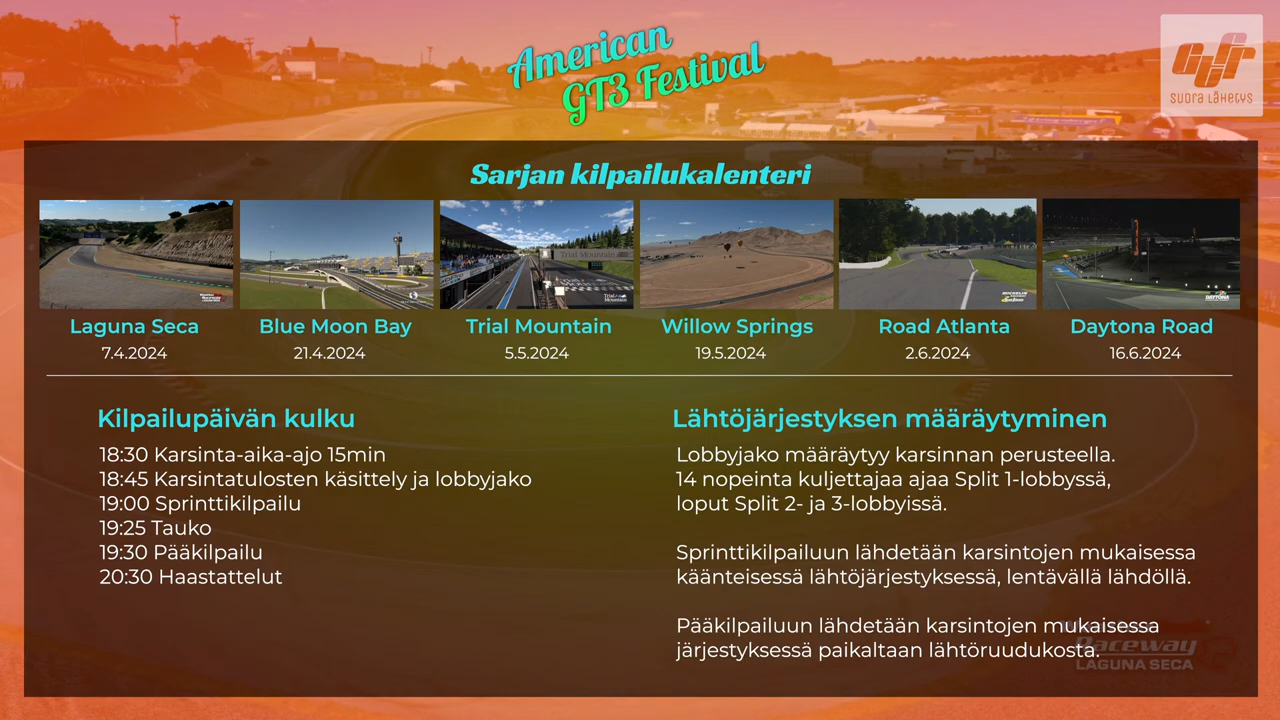 American
GT3 Festival
SUORA LÄHETYS
Sarjan kilpailukalenteri
Trial Mountain
Trial Mountain
DAYTONA
Laguna Seca
Blue Moon Bay
Trial Mountain
Willow Springs
Road Atlanta
Daytona Road
7.4.2024
21.4.2024
5.5.2024
19.5.2024
2.6.2024
16.6.2024
Kilpailupäivän kulku
18:30 Karsinta-aika-ajo 15min
18:45 Karsintatulosten käsittely ja lobbyjako
19:00 Sprinttikilpailu
19:25 Tauko
19:30 Pääkilpailu
20:30 Haastattelut
Lähtöjärjestyksen määräytyminen
Lobbyjako määräytyy karsinnan perusteella.
14 nopeinta kuljettajaa ajaa Split 1-lobbyssä,
loput Split 2- ja 3-lobbyissä.
Sprinttikilpailuun lähdetään karsintojen mukaisessa
käänteisessä lähtöjärjestyksessä, lentävällä lähdöllä.
Pääkilpailuun lähdetään karsintojen mukaisessa
järjestyksessä paikaltaan lähtöruudukosta.
Raceway
LAGUNA SECA